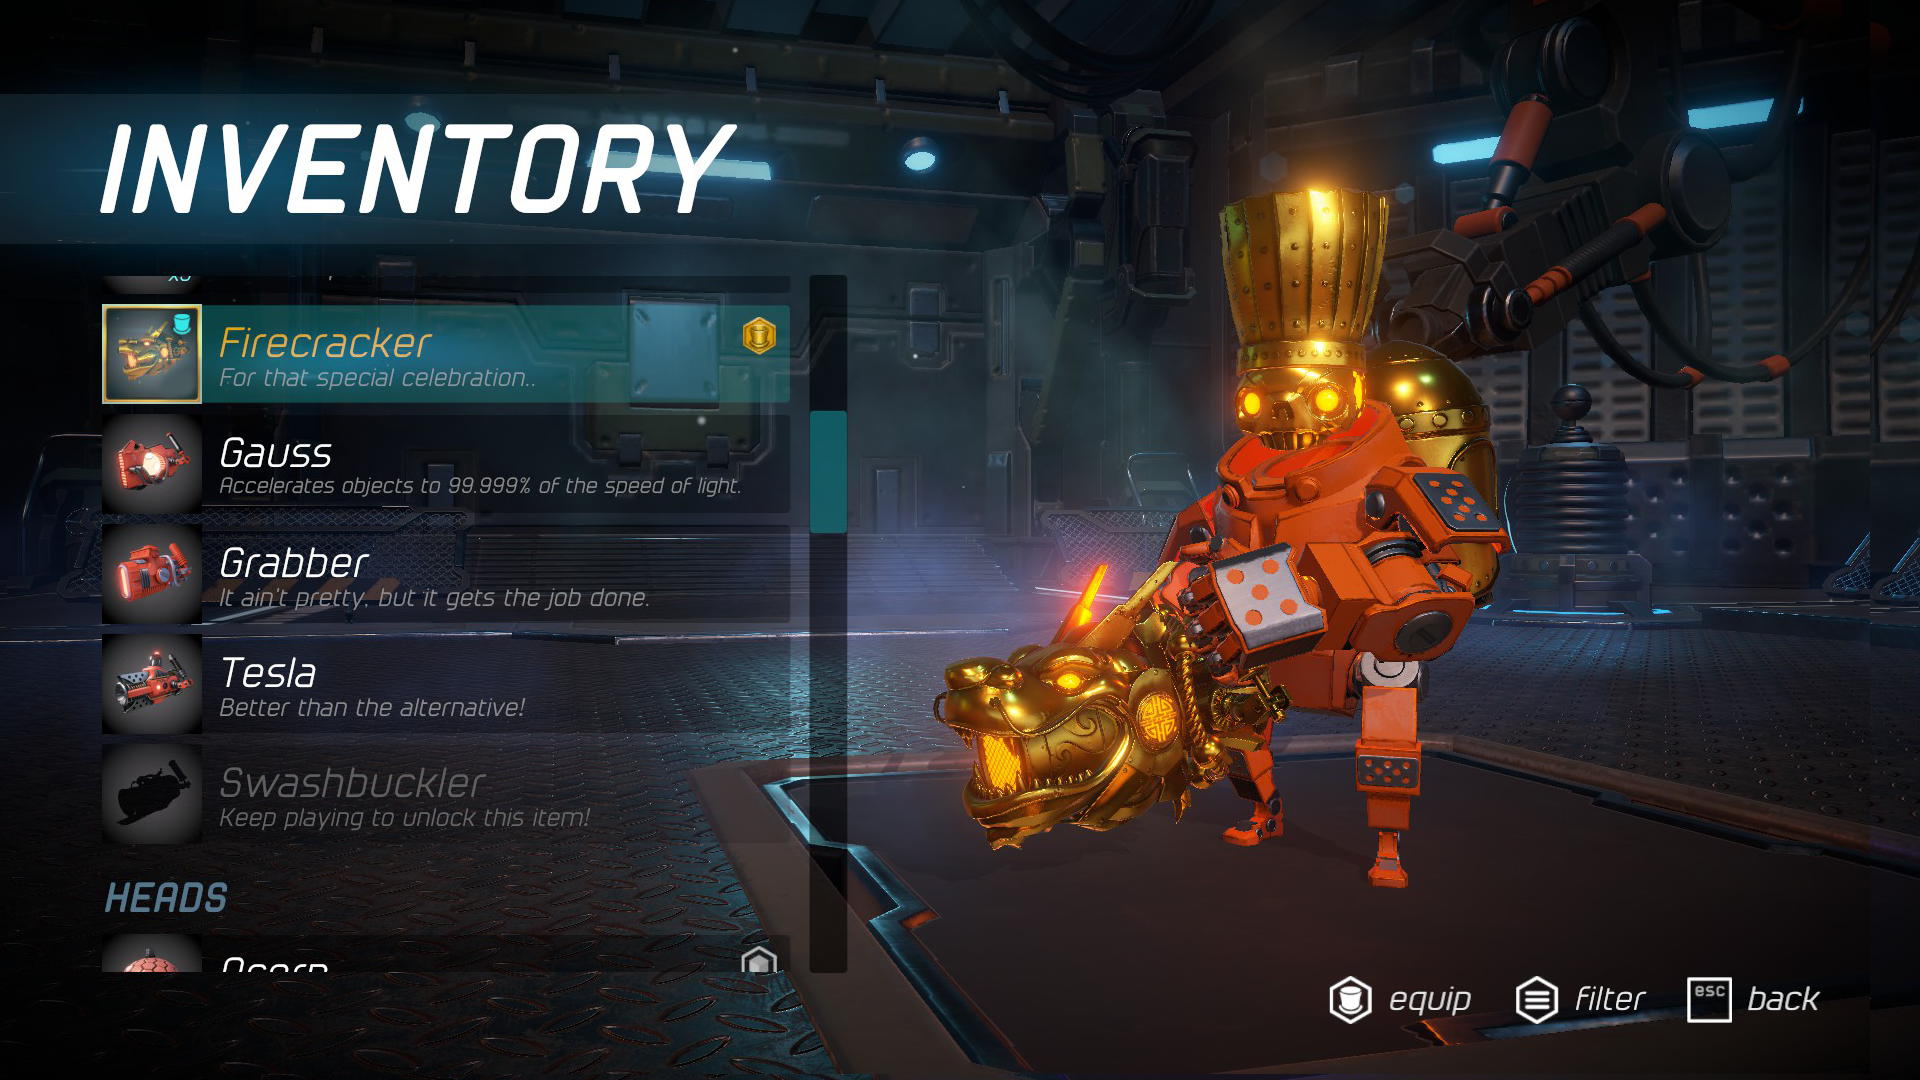 INVENTORY
x3
Firecracker
For that special celebration..
Gauss
Accelerates objects to 99.999% of the speed of light.
Grabber
It ain't pretty, but it gets the job done.
Tesla
Better than the alternative!
Swashbuckler
Keep playing to unlock this item!
HEADS
equip
filter
esc
back